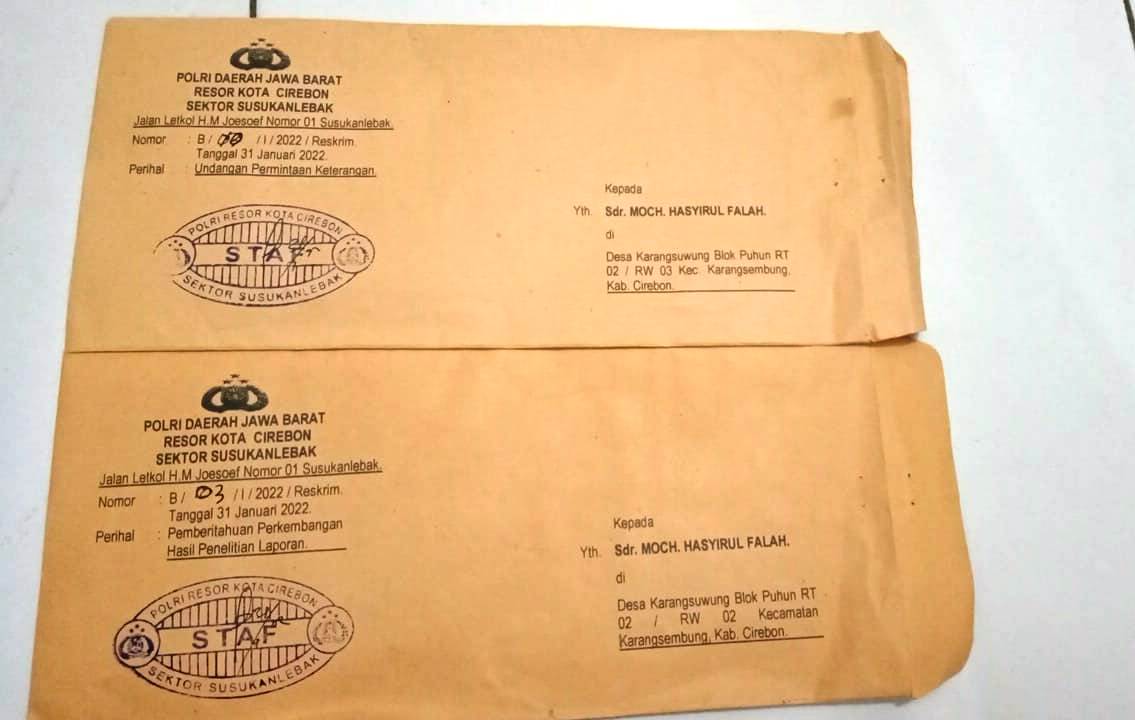 POLRI DAERAH JAWA BARAT
RESOR KOTA CIREBON
SEKTOR SUSUKANLEBAK
Jalan Letkol H.M Joesoef Nomor 01 Susukanlebak.
Nomor : B / /I/2022/Reskrim.
Tanggal 31 Januari 2022.
Perihal : Undangan Permintaan Keterangan.
POLRI RESOR KOTA CIREBON
STAF
SEKTOR SUSUKANLEBAK
Kepada
Yth. Sdr. MOCH. HASYIRUL FALAH.
di
Desa Karangsuwung Blok Puhun RT
02 / RW 03 Kec. Karangsembung,
Kab. Cirebon.
POLRI DAERAH JAWA BARAT
RESOR KOTA CIREBON
SEKTOR SUSUKANLEBAK
Jalan Letkol H.M Joesoef Nomor 01 Susukanlebak.
Nomor : B / 03 /I/2022/Reskrim.
Tanggal 31 Januari 2022.
Perihal : Pemberitahuan Perkembangan
Hasil Penelitian Laporan.
POLRI RESOR KOTA CIREBON
STAF
SEKTOR SUSUKANLEBAK
Kepada
Yth. Sdr. MOCH. HASYIRUL FALAH.
di
Desa Karangsuwung Blok Puhun RT
02 / RW 02 Kecamatan
Karangsembung, Kab. Cirebon.